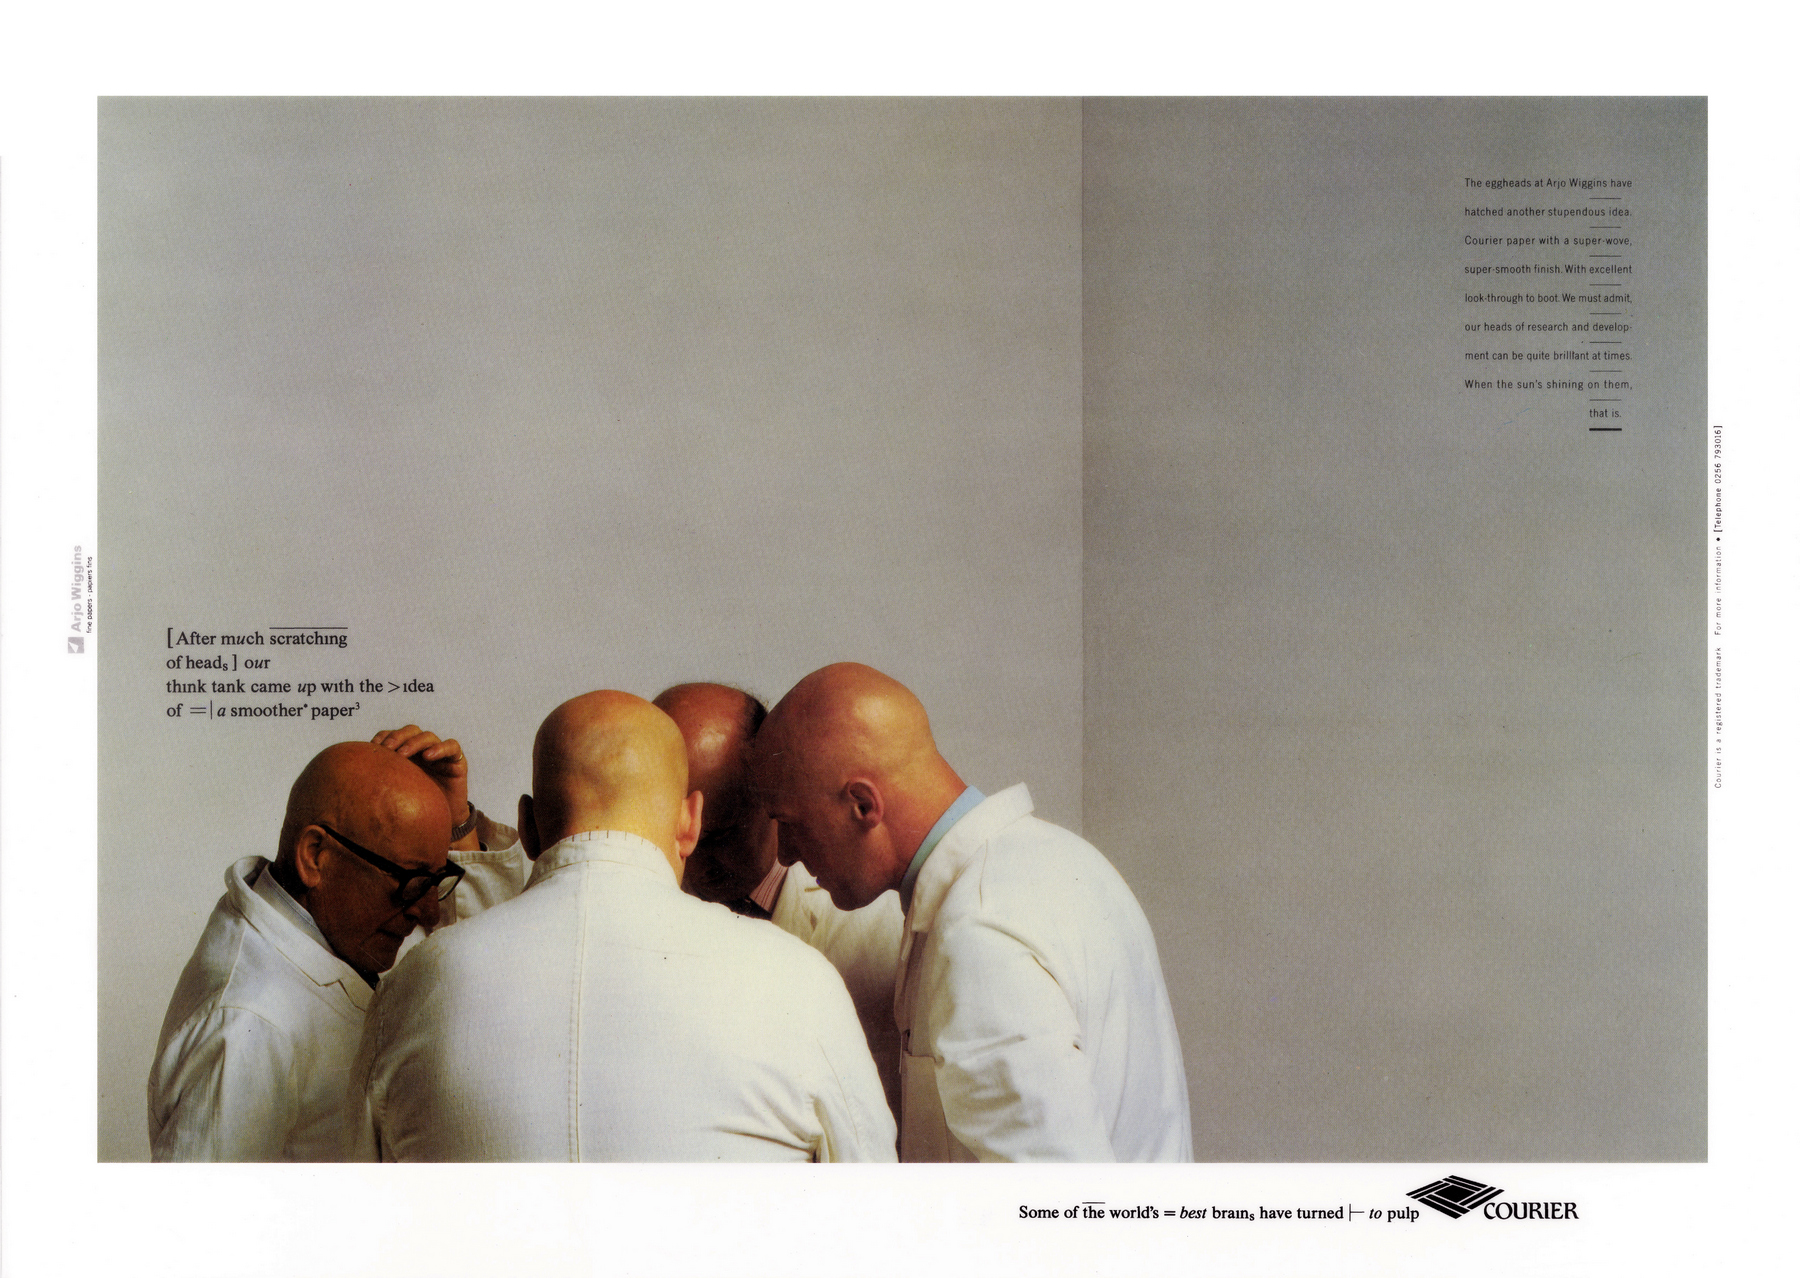 The eggheads at Arjo Wiggins have
hatched another stupendous idea.
Courier paper with a super-wove,
super-smooth finish. With excellent
look-through to boot. We must admit,
our heads of research and develop-
ment can be quite brilliant at times.
When the sun's shining on them,
that is.
[After much scratching
of heads] our
think tank came up with the > idea
of =| a smoother• paper³
Arjo Wiggins
fine papers - papiers fins
Courier is a registered trademark For more information ♦ [Telephone 0256 793016]
Some of the world's = best brains have turned ⊢ to pulp
COURIER